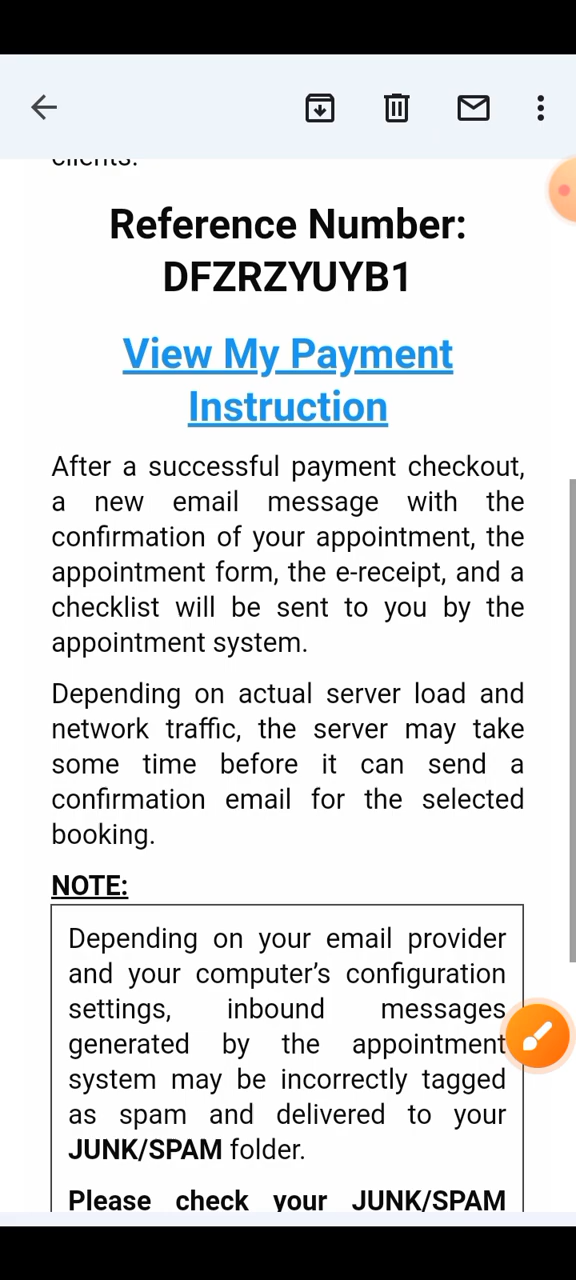 clients.
Reference Number:
DFZRZYUYB1
View My Payment
Instruction
After a successful payment checkout,
a new email message with the
confirmation of your appointment, the
appointment form, the e-receipt, and a
checklist will be sent to you by the
appointment system.
Depending on actual server load and
network traffic, the server may take
some time before it can send a
confirmation email for the selected
booking.
NOTE:
Depending on your email provider
and your computer’s configuration
settings, inbound messages
generated by the appointment
system may be incorrectly tagged
as spam and delivered to your
JUNK/SPAM folder.
Please check your JUNK/SPAM